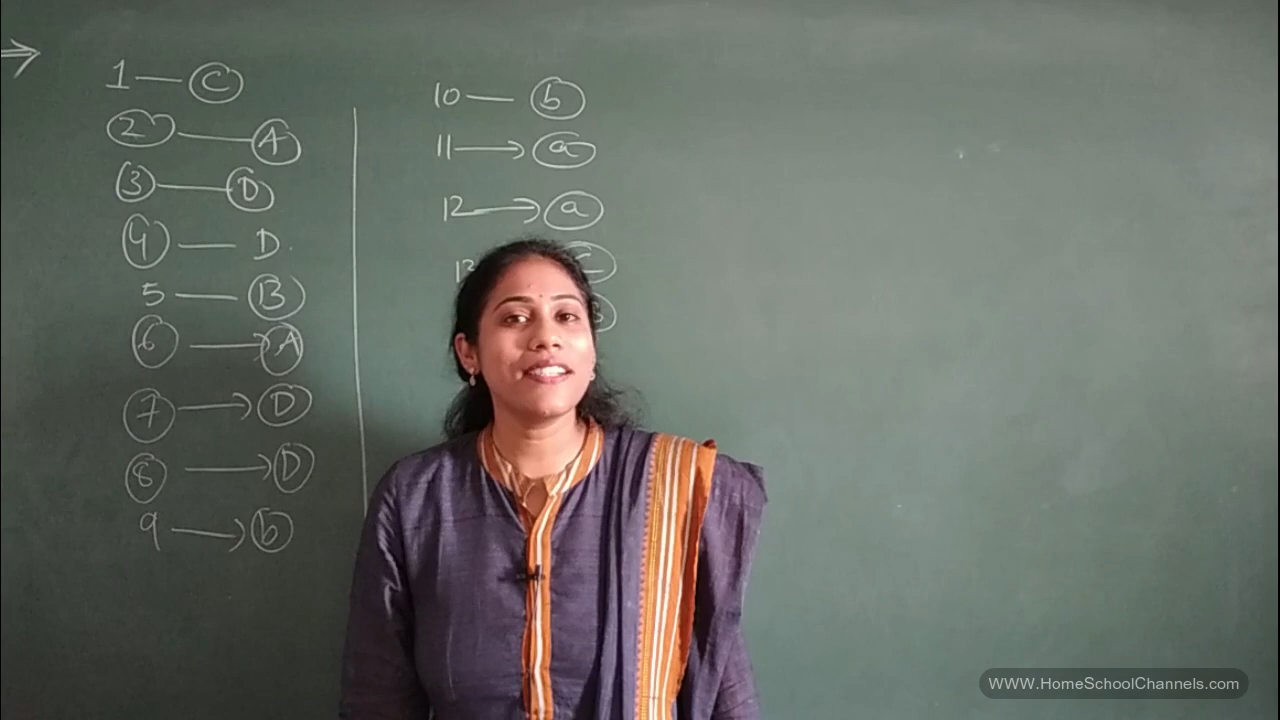 1 — C
2 — A
3 — D
4 — D.
5 — B
6 → A
7 → D
8 → D
9 → b
10 — b
11 → a
12 → a
WWW.HomeSchoolChannels.com